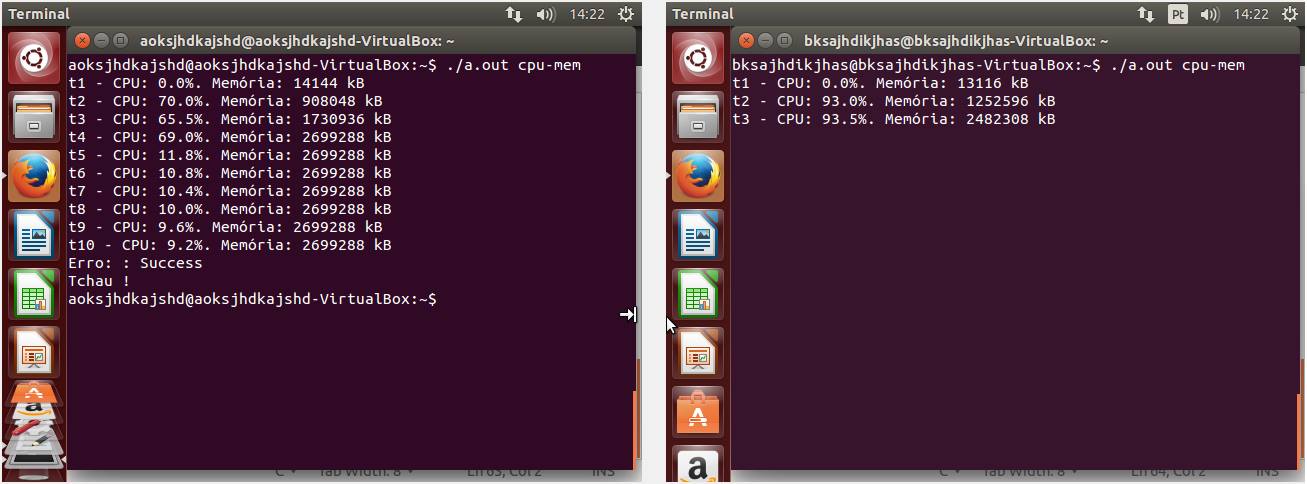 Terminal
14:22
aoksjhdkajshd@aoksjhdkajshd-VirtualBox: ~
aoksjhdkajshd@aoksjhdkajshd-VirtualBox:~$ ./a.out cpu-mem
t1 - CPU: 0.0%. Memória: 14144 kB
t2 - CPU: 70.0%. Memória: 908048 kB
t3 - CPU: 65.5%. Memória: 1730936 kB
t4 - CPU: 69.0%. Memória: 2699288 kB
t5 - CPU: 11.8%. Memória: 2699288 kB
t6 - CPU: 10.8%. Memória: 2699288 kB
t7 - CPU: 10.4%. Memória: 2699288 kB
t8 - CPU: 10.0%. Memória: 2699288 kB
t9 - CPU: 9.6%. Memória: 2699288 kB
t10 - CPU: 9.2%. Memória: 2699288 kB
Erro: : Success
Tchau !
aoksjhdkajshd@aoksjhdkajshd-VirtualBox:~$
a
C Tab Width: 8 Ln 63, Col 2 INS
Terminal
Pt 14:22
bksajhdikjhas@bksajhdikjhas-VirtualBox: ~
bksajhdikjhas@bksajhdikjhas-VirtualBox:~$ ./a.out cpu-mem
t1 - CPU: 0.0%. Memória: 13116 kB
t2 - CPU: 93.0%. Memória: 1252596 kB
t3 - CPU: 93.5%. Memória: 2482308 kB
A
a
C Tab Width: 8 Ln 64, Col 2 INS